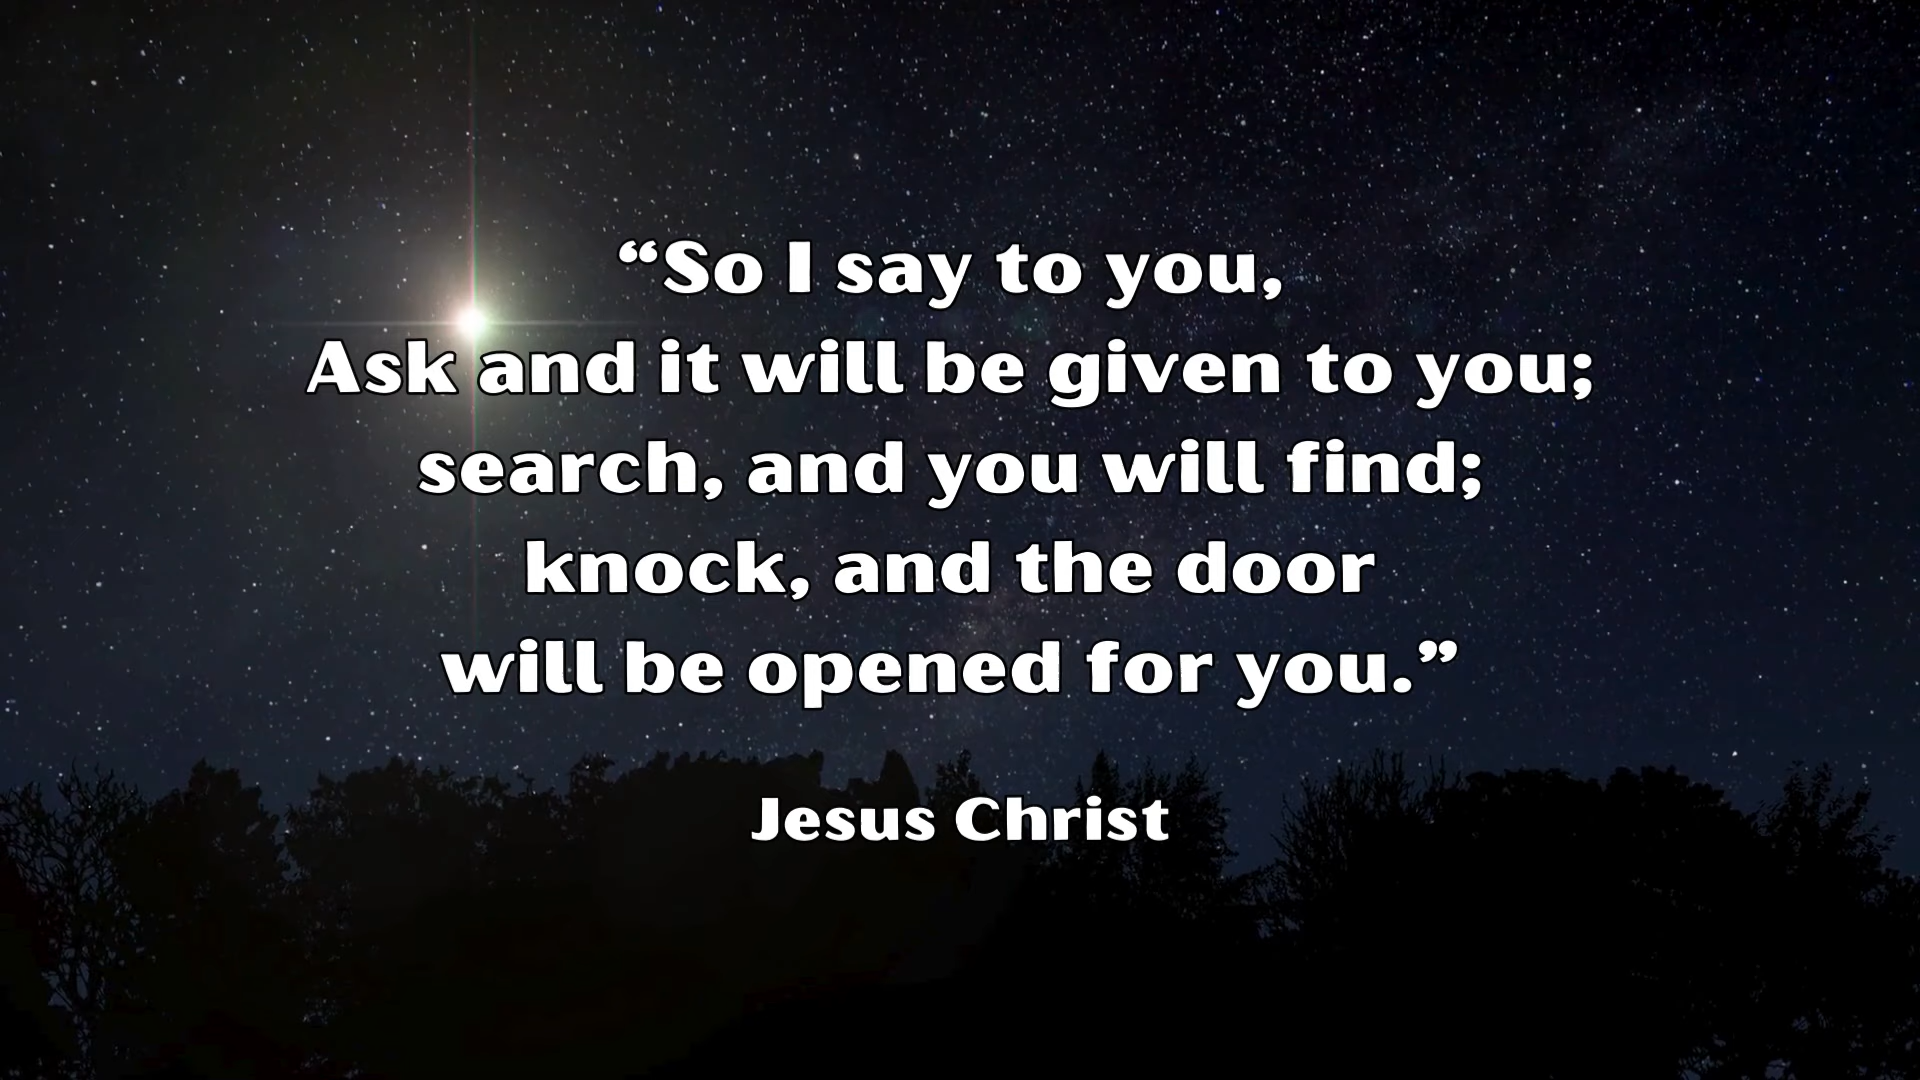 “So I say to you,
Ask and it will be given to you;
search, and you will find;
knock, and the door
will be opened for you.”
Jesus Christ